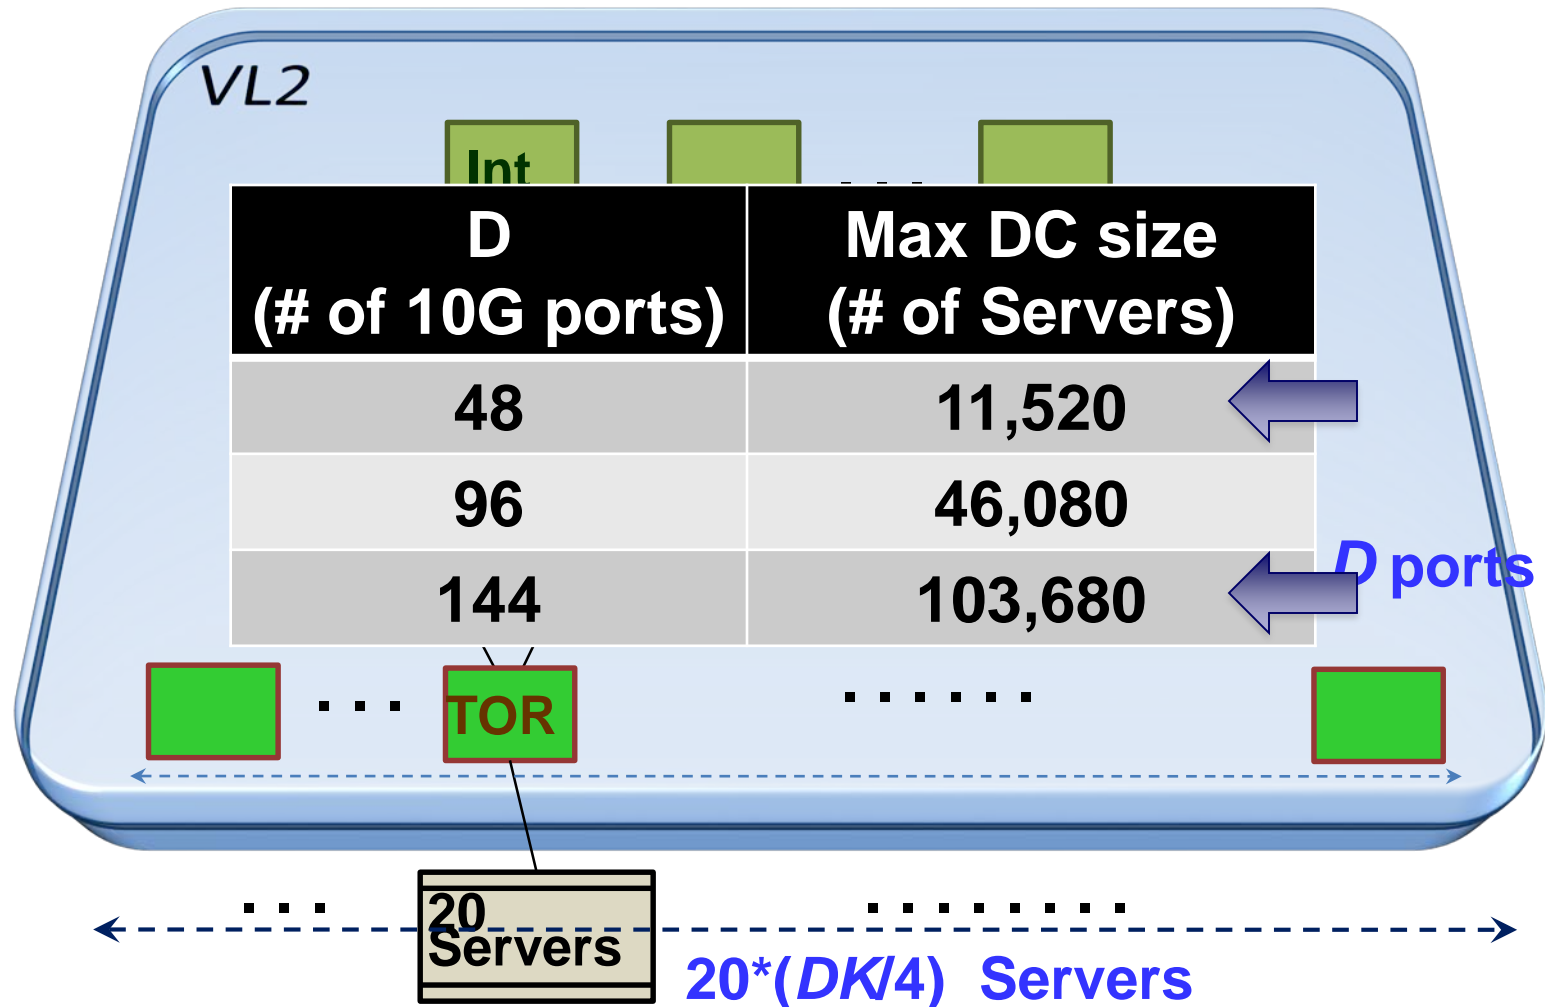 VL2
Int
D
(# of 10G ports)
Max DC size
(# of Servers)
48
11,520
96
46,080
144
103,680
D ports
TOR
20
Servers
20*(DK/4) Servers